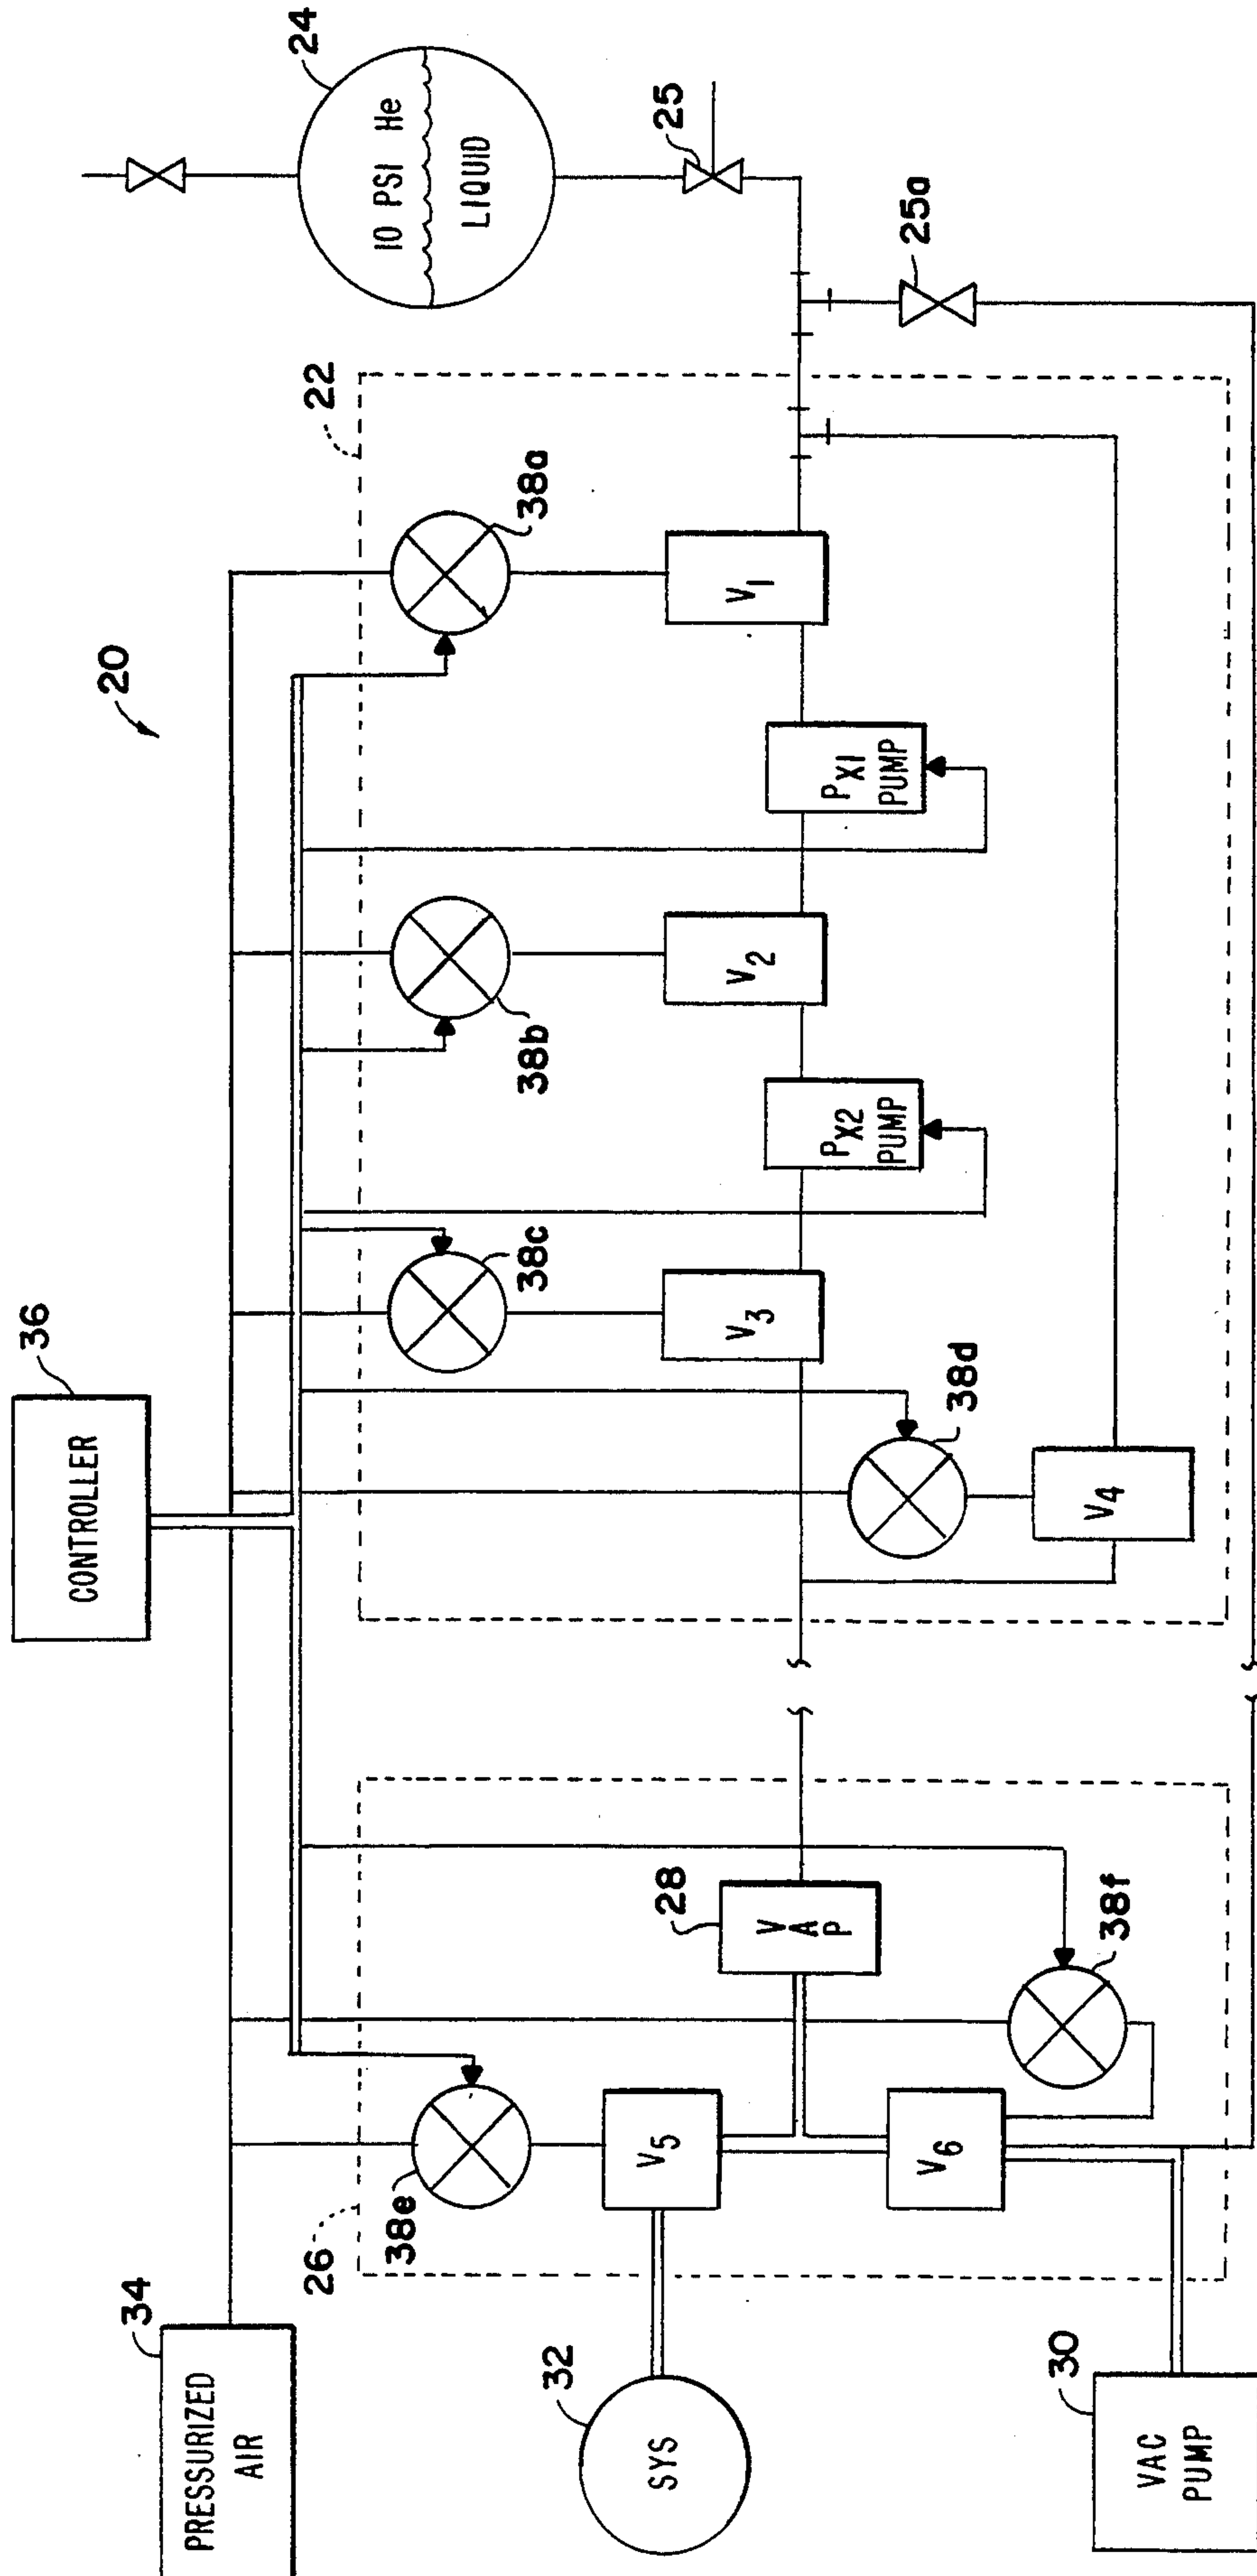 24
10 PSI He
LIQUID
25
25a
22
38a
V1
20
PX1
PUMP
38b
V2
PX2
PUMP
38c
V3
36
CONTROLLER
38d
V4
28
VAP
38f
38e
V5
V6
26
34
PRESSURIZED
AIR
32
SYS
30
VAC
PUMP